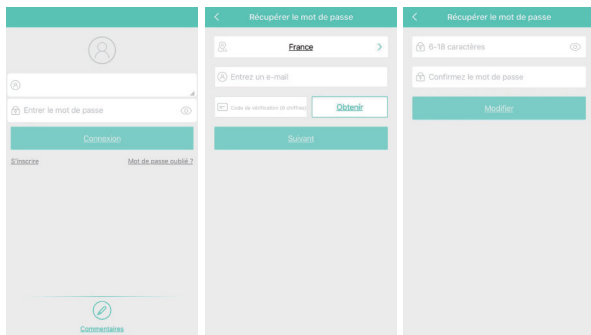 Entrer le mot de passe
Connexion
S'inscrire
Mot de passe oublié ?
Commentaires
Récupérer le mot de passe
France
Entrez un e-mail
Code de vérification (4 chiffres)
Obtenir
Suivant
Récupérer le mot de passe
6-18 caractères
Confirmez le mot de passe
Modifier